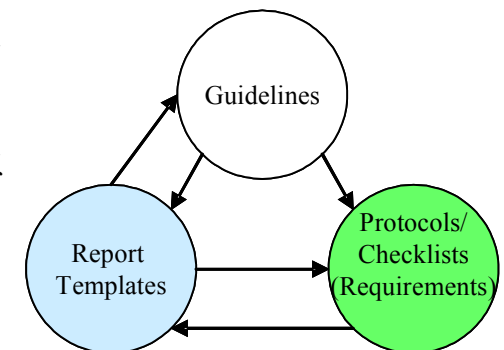 Guidelines
Report
Templates
Protocols/
Checklists
(Requirements)